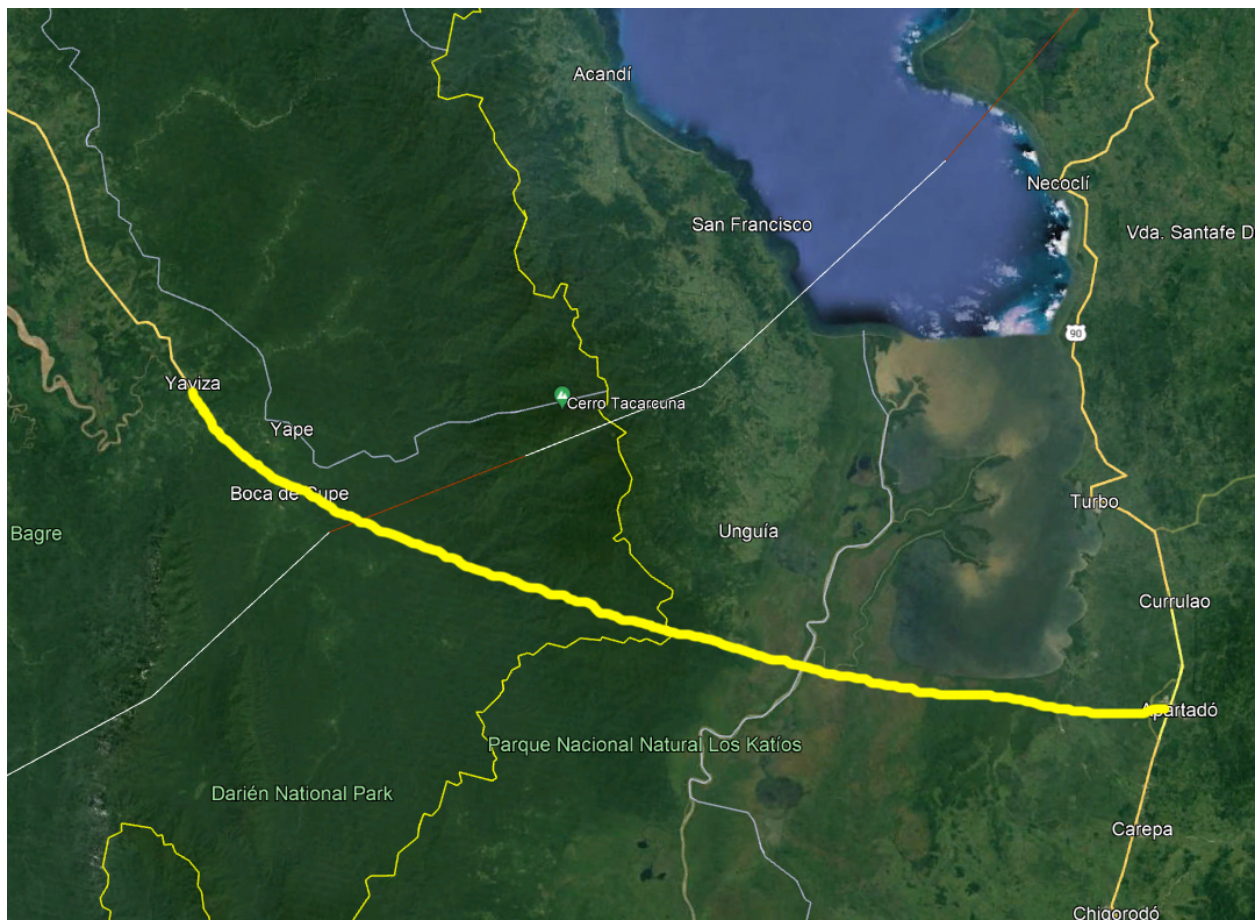 Acandí
Necoclí
San Francisco
Vda. Santafe D
90
Yaviza
Cerro Tacarcuna
Yape
Boca de Cupe
Turbo
Bagre
Unguía
Currulao
Apartadó
Parque Nacional Natural Los Katíos
Darién National Park
Carepa
Chigorodó